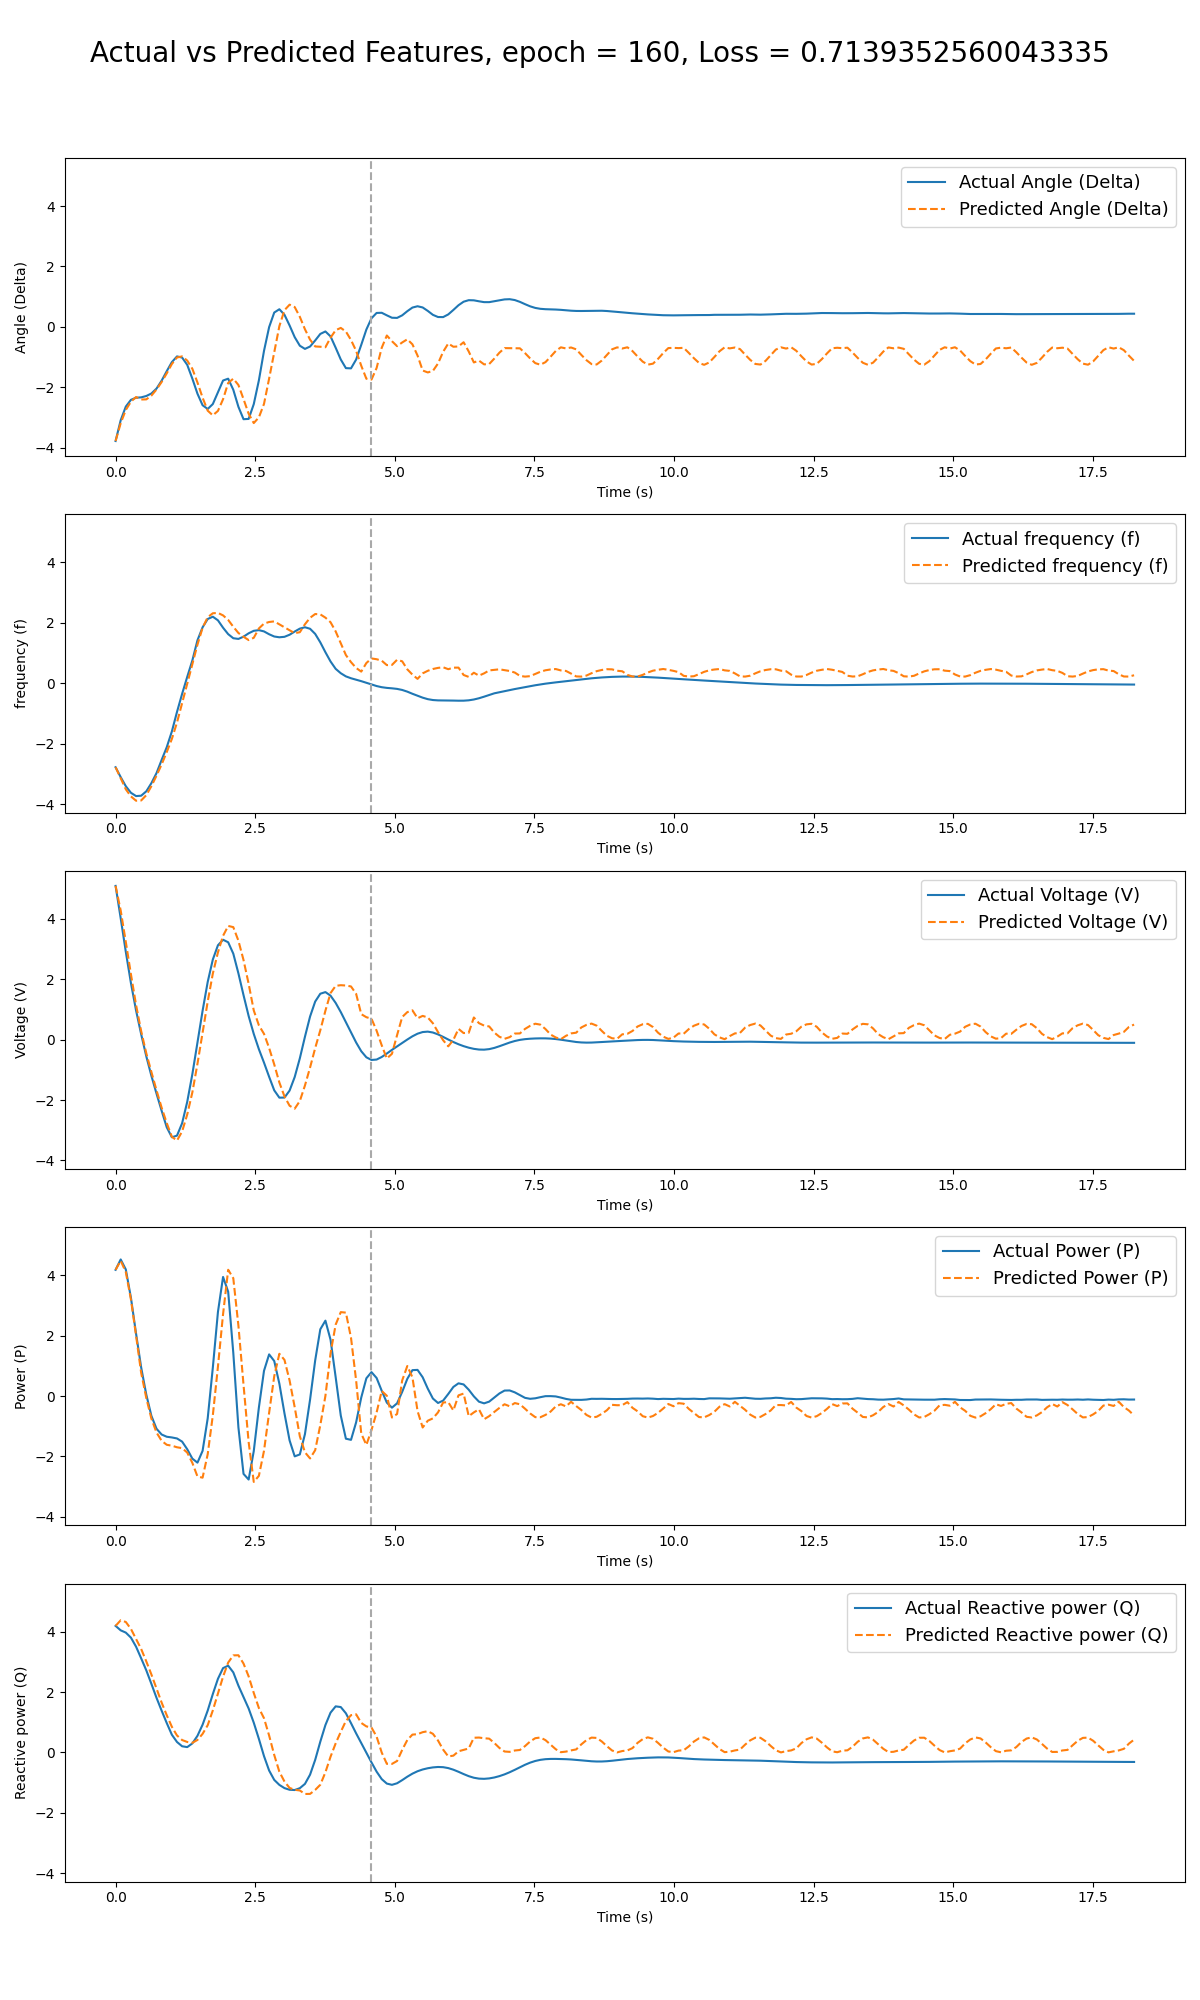 Actual vs Predicted Features, epoch = 160, Loss = 0.7139352560043335
Actual Angle (Delta)
Predicted Angle (Delta)
Angle (Delta)
4
2
0
−2
−4
0.0 2.5 5.0 7.5 10.0 12.5 15.0 17.5
Time (s)
Actual frequency (f)
Predicted frequency (f)
frequency (f)
4
2
0
−2
−4
0.0 2.5 5.0 7.5 10.0 12.5 15.0 17.5
Time (s)
Actual Voltage (V)
Predicted Voltage (V)
Voltage (V)
4
2
0
−2
−4
0.0 2.5 5.0 7.5 10.0 12.5 15.0 17.5
Time (s)
Actual Power (P)
Predicted Power (P)
Power (P)
4
2
0
−2
−4
0.0 2.5 5.0 7.5 10.0 12.5 15.0 17.5
Time (s)
Actual Reactive power (Q)
Predicted Reactive power (Q)
Reactive power (Q)
4
2
0
−2
−4
0.0 2.5 5.0 7.5 10.0 12.5 15.0 17.5
Time (s)